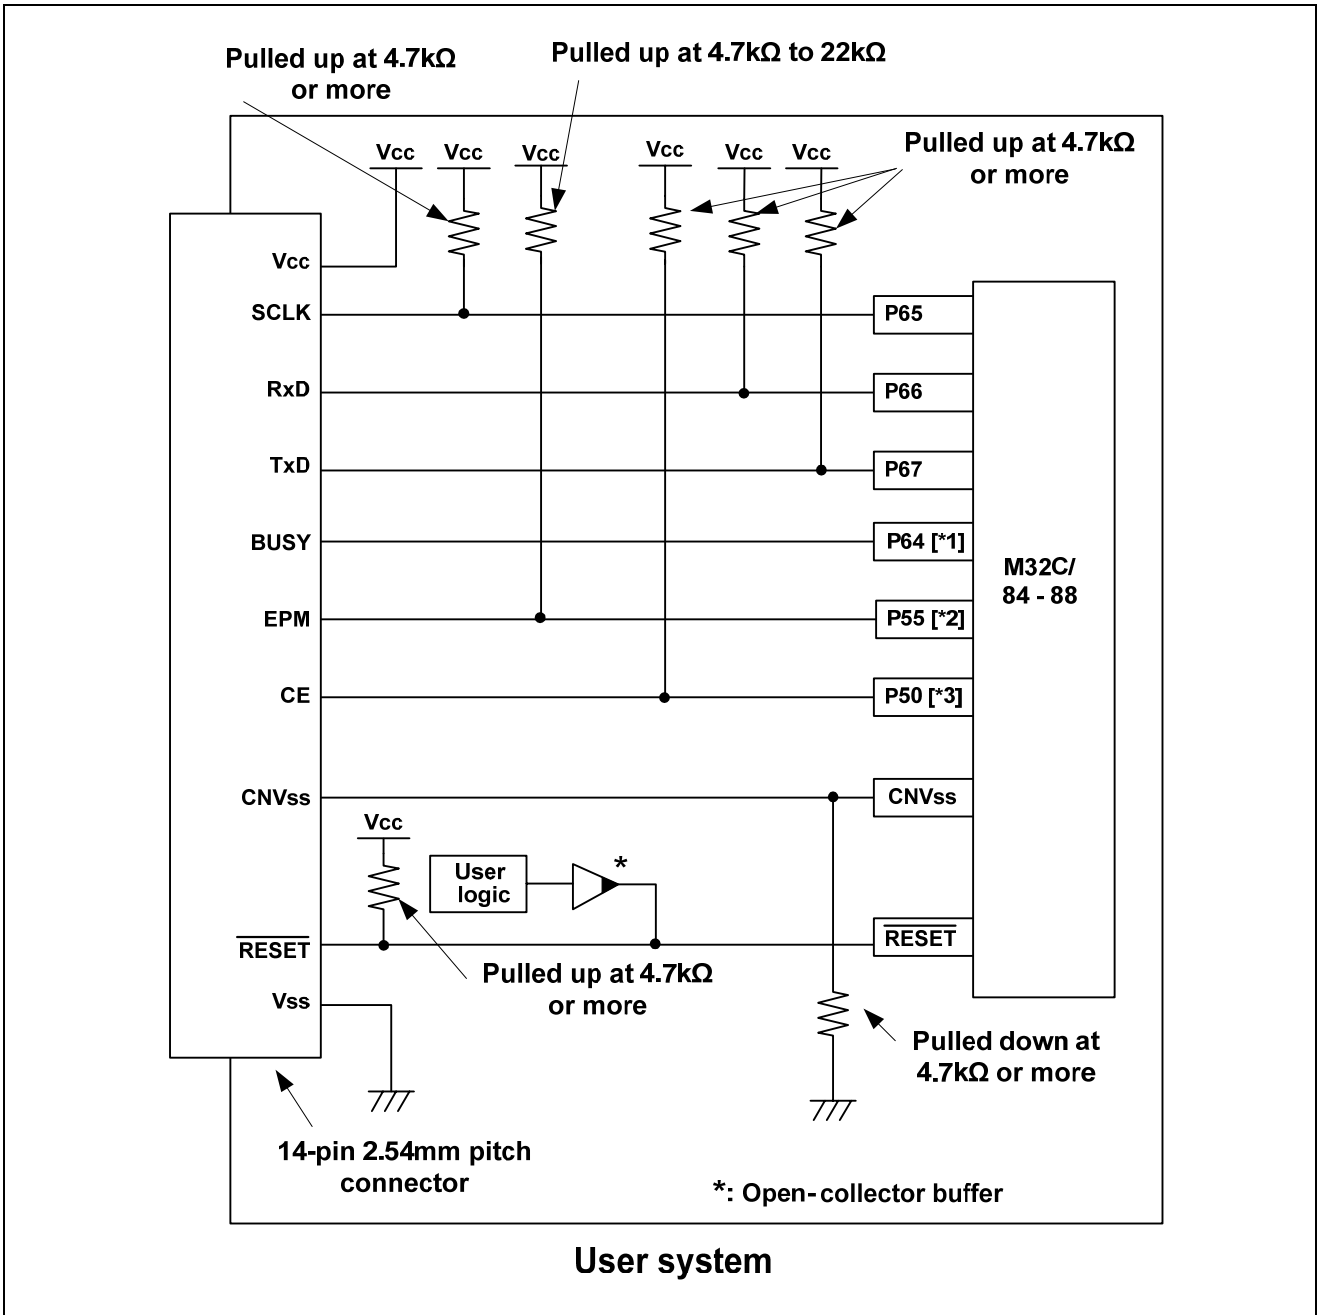 Pulled up at 4.7kΩ
or more
Pulled up at 4.7kΩ to 22kΩ
Pulled up at 4.7kΩ
or more
Vcc
Vcc
Vcc
Vcc
Vcc
Vcc
Vcc
SCLK
P65
RxD
P66
TxD
P67
BUSY
P64 [*1]
M32C/
84 - 88
EPM
P55 [*2]
CE
P50 [*3]
CNVss
CNVss
Vcc
User
logic
*
RESET
RESET
Pulled up at 4.7kΩ
or more
Vss
Pulled down at
4.7kΩ or more
14-pin 2.54mm pitch
connector
*: Open-collector buffer
User system